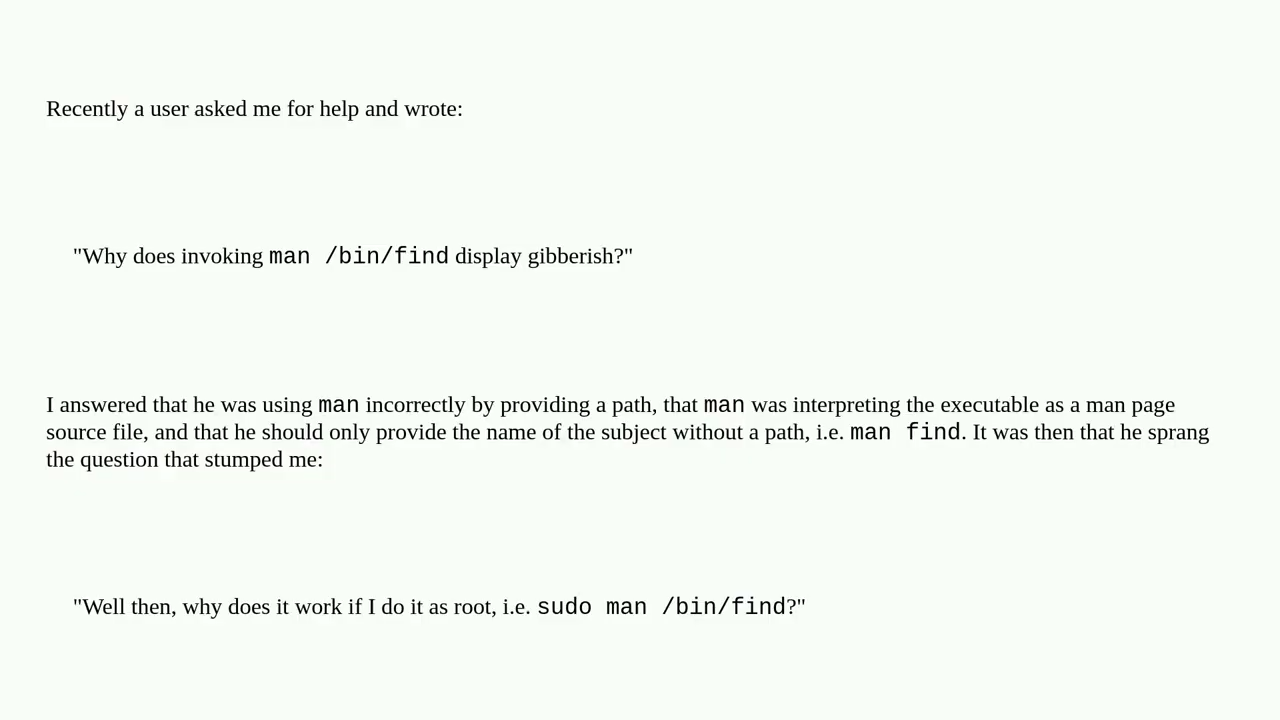 Recently a user asked me for help and wrote:
"Why does invoking man /bin/find display gibberish?"
I answered that he was using man incorrectly by providing a path, that man was interpreting the executable as a man page
source file, and that he should only provide the name of the subject without a path, i.e. man find. It was then that he sprang
the question that stumped me:
"Well then, why does it work if I do it as root, i.e. sudo man /bin/find?"